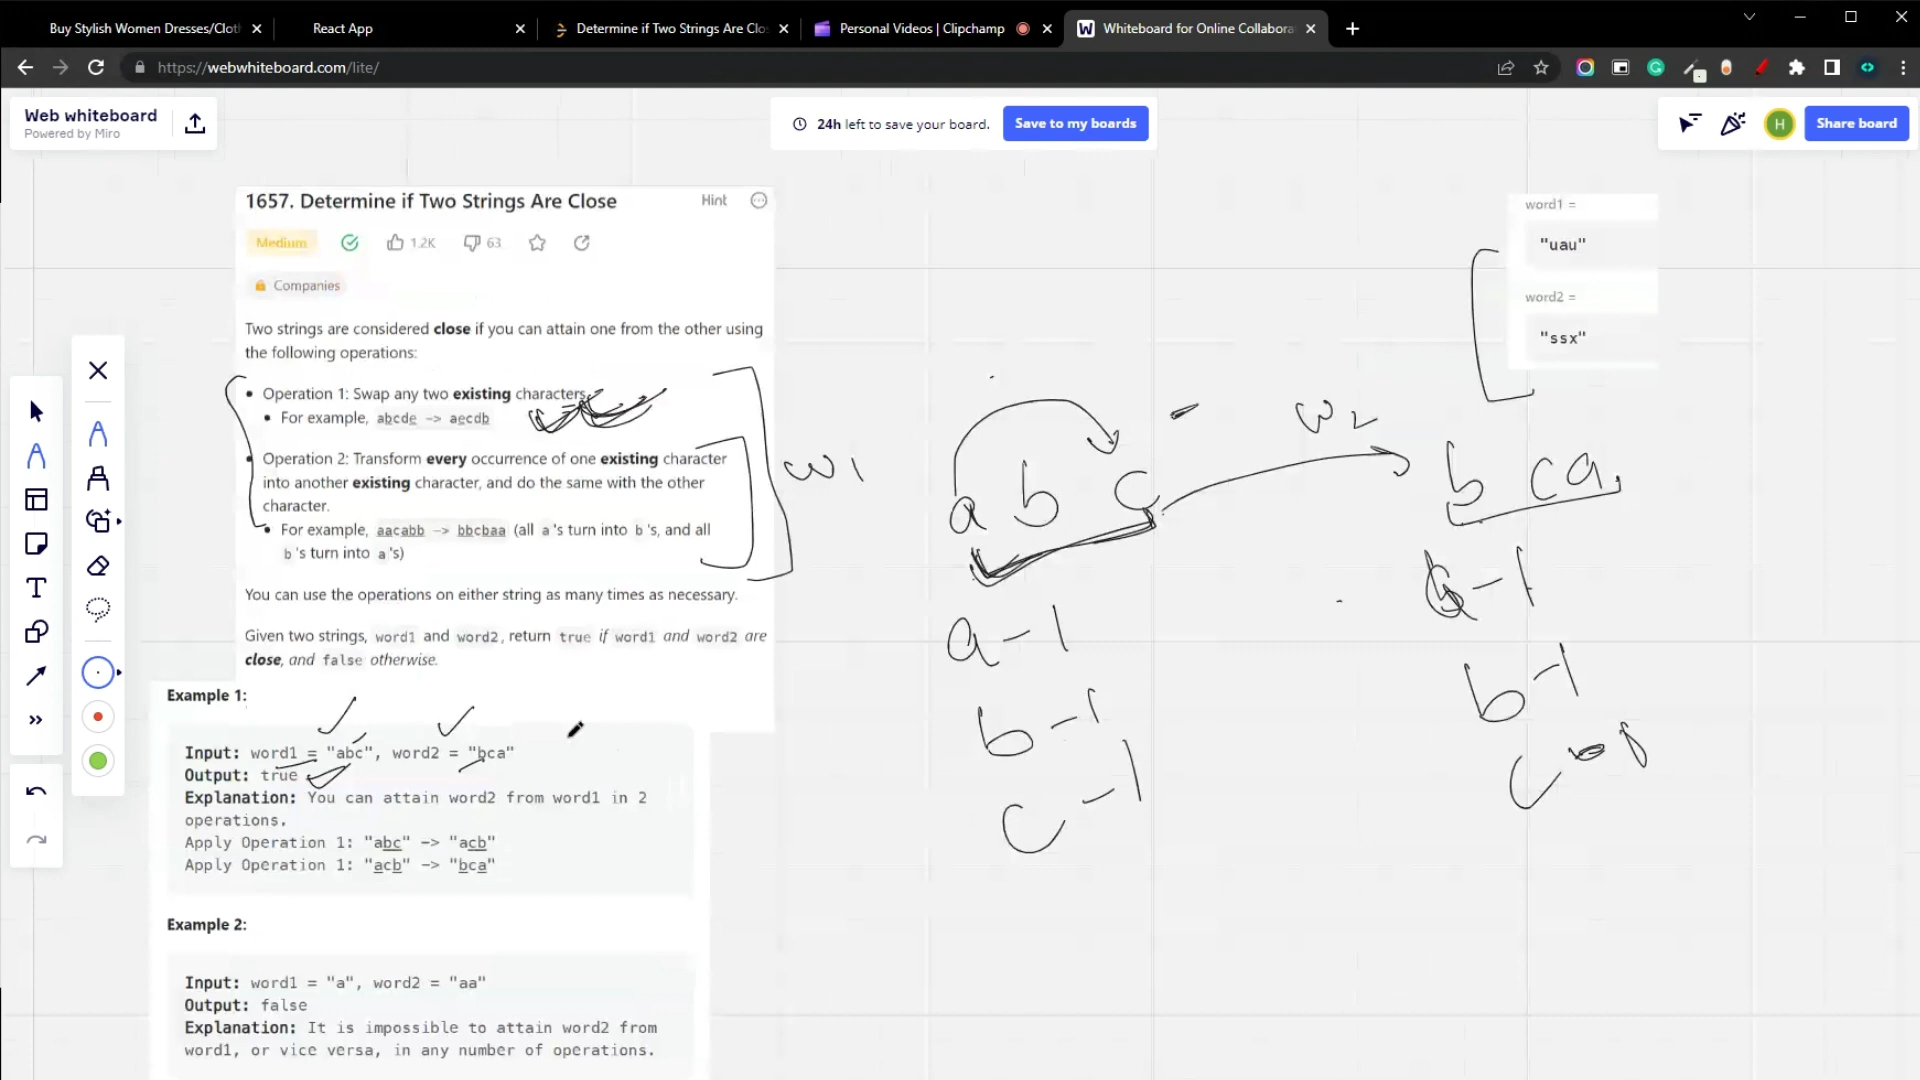 Buy Stylish Women Dresses/Clot
React App
Determine if Two Strings Are Clo
Personal Videos | Clipchamp
Whiteboard for Online Collabora
https://webwhiteboard.com/lite/
Web whiteboard
Powered by Miro
24h left to save your board.
Save to my boards
H
Share board
1657. Determine if Two Strings Are Close
Hint
Medium
1.2K
63
Companies
Two strings are considered close if you can attain one from the other using
the following operations:
• Operation 1: Swap any two existing characters.
• For example, abcde -> aecdb
• Operation 2: Transform every occurrence of one existing character
into another existing character, and do the same with the other
character.
• For example, aacabb -> bbcbaa (all a's turn into b's, and all
b's turn into a's)
You can use the operations on either string as many times as necessary.
Given two strings, word1 and word2, return true if word1 and word2 are
close, and false otherwise.
Example 1:
Input: word1 = "abc", word2 = "bca"
Output: true
Explanation: You can attain word2 from word1 in 2
operations.
Apply Operation 1: "abc" -> "acb"
Apply Operation 1: "acb" -> "bca"
Example 2:
Input: word1 = "a", word2 = "aa"
Output: false
Explanation: It is impossible to attain word2 from
word1, or vice versa, in any number of operations.
w1
a b c
a-1
b-1
c-1
w2
b ca
b-1
word1 =
"uau"
word2 =
"ssx"